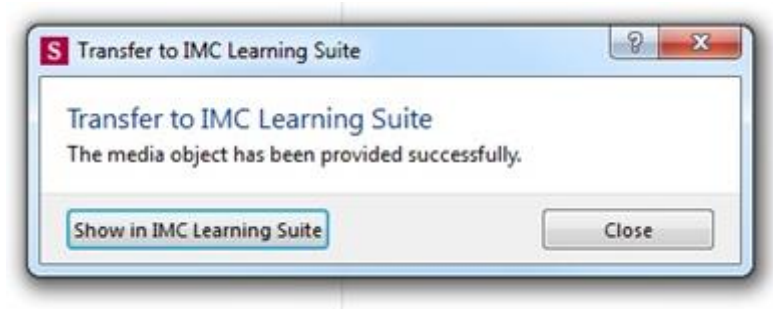 S Transfer to IMC Learning Suite
? X
Transfer to IMC Learning Suite
The media object has been provided successfully.
Show in IMC Learning Suite
Close